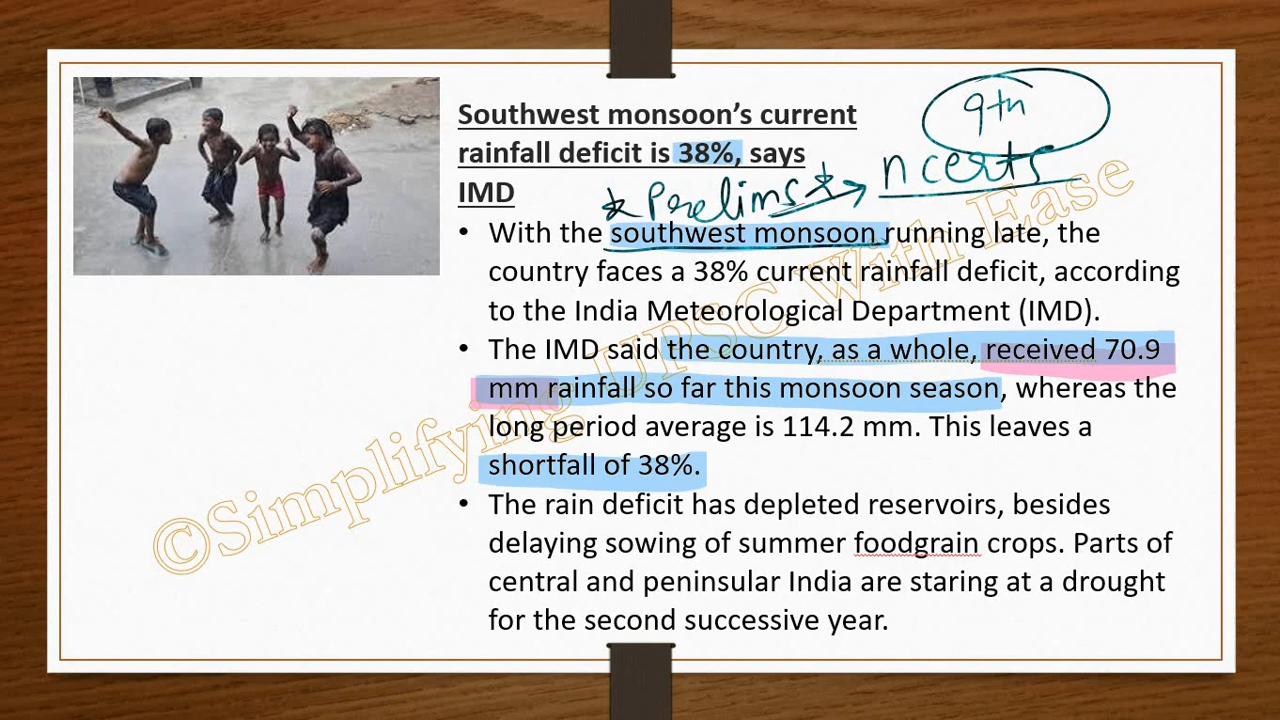 Southwest monsoon's current
rainfall deficit is 38%, says
IMD
9th
* Prelims * → ncerts
• With the southwest monsoon running late, the
country faces a 38% current rainfall deficit, according
to the India Meteorological Department (IMD).
• The IMD said the country, as a whole, received 70.9
mm rainfall so far this monsoon season, whereas the
long period average is 114.2 mm. This leaves a
shortfall of 38%.
• The rain deficit has depleted reservoirs, besides
delaying sowing of summer foodgrain crops. Parts of
central and peninsular India are staring at a drought
for the second successive year.
©Simplifying UPSC With Ease